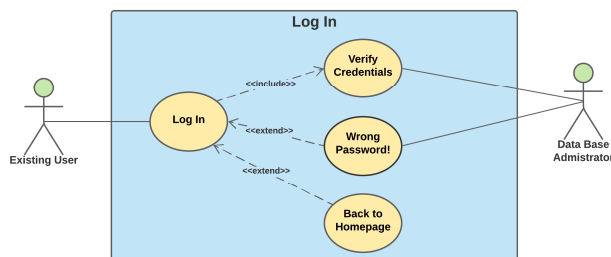 Log In
Verify
Credentials
<<include>>
Log In
<<extend>>
Wrong
Password!
Existing User
Data Base
Admistrator
<<extend>>
Back to
Homepage